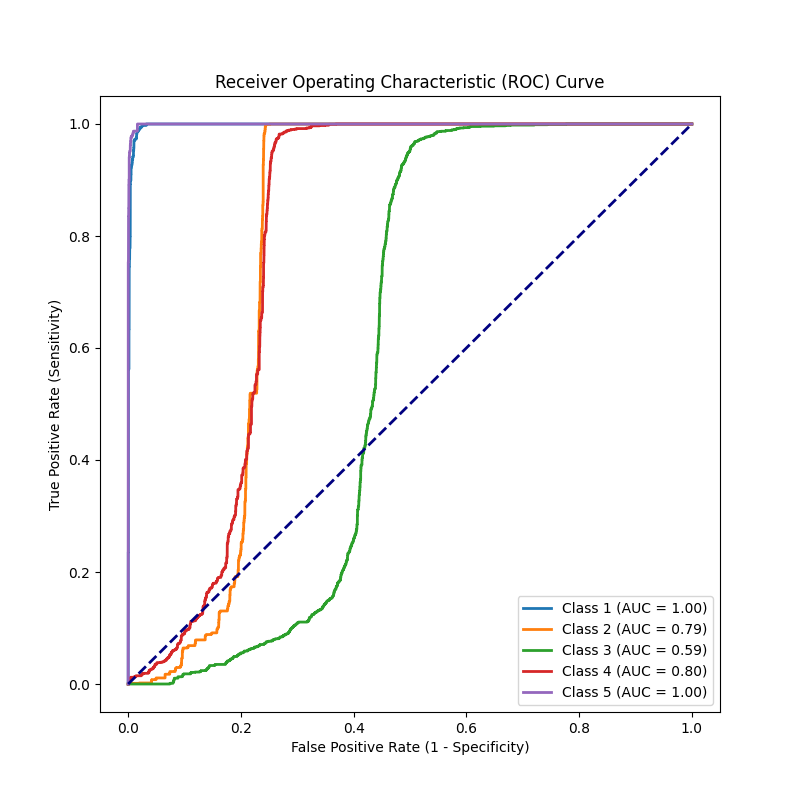 Receiver Operating Characteristic (ROC) Curve
True Positive Rate (Sensitivity)
1.0
0.8
0.6
0.4
0.2
0.0
Class 1 (AUC = 1.00)
Class 2 (AUC = 0.79)
Class 3 (AUC = 0.59)
Class 4 (AUC = 0.80)
Class 5 (AUC = 1.00)
0.0 0.2 0.4 0.6 0.8 1.0
False Positive Rate (1 - Specificity)